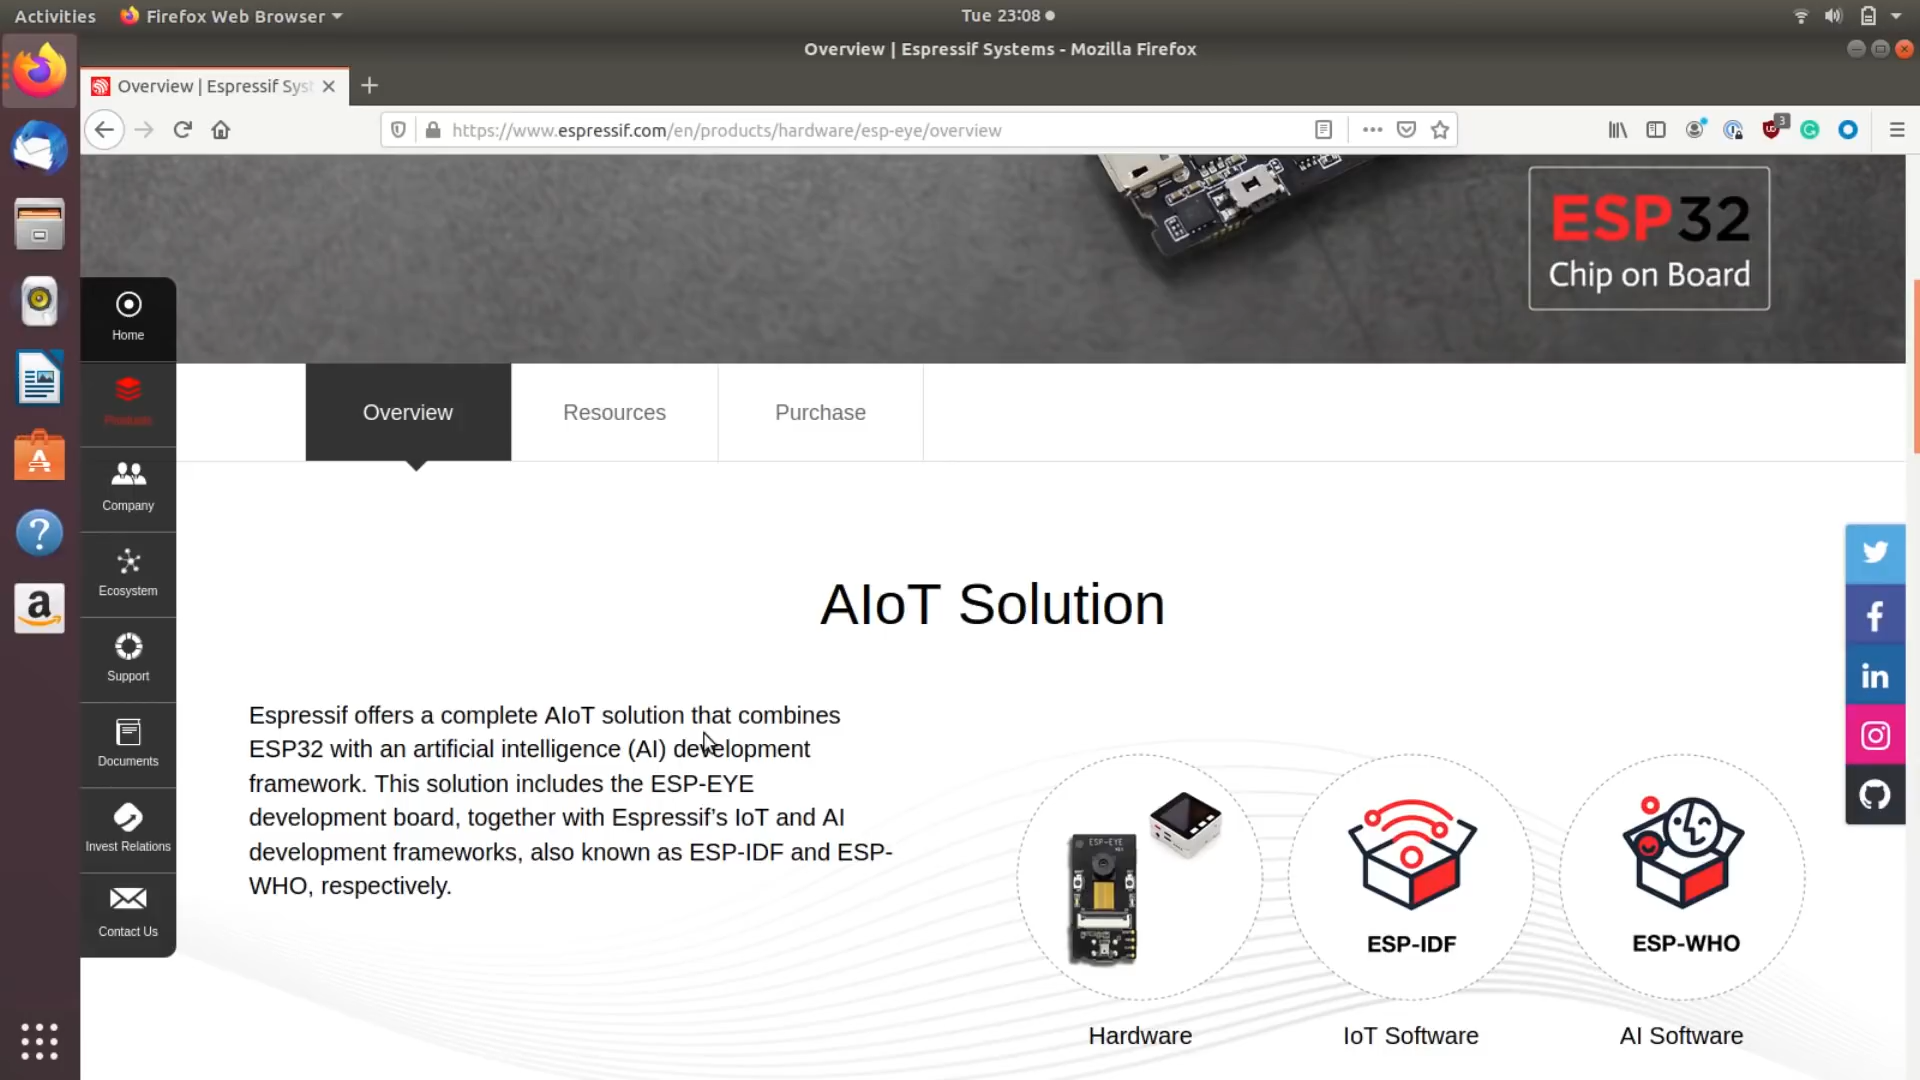 Activities
Firefox Web Browser
Tue 23:08
Overview | Espressif Systems - Mozilla Firefox
Overview | Espressif Syst
https://www.espressif.com/en/products/hardware/esp-eye/overview
3
ESP32
Chip on Board
Home
Products
Company
Ecosystem
Support
Documents
Invest Relations
Contact Us
Overview
Resources
Purchase
AIoT Solution
Espressif offers a complete AIoT solution that combines
ESP32 with an artificial intelligence (AI) development
framework. This solution includes the ESP-EYE
development board, together with Espressif’s IoT and AI
development frameworks, also known as ESP-IDF and ESP-
WHO, respectively.
ESP-EYE
ESP-IDF
ESP-WHO
Hardware
IoT Software
AI Software